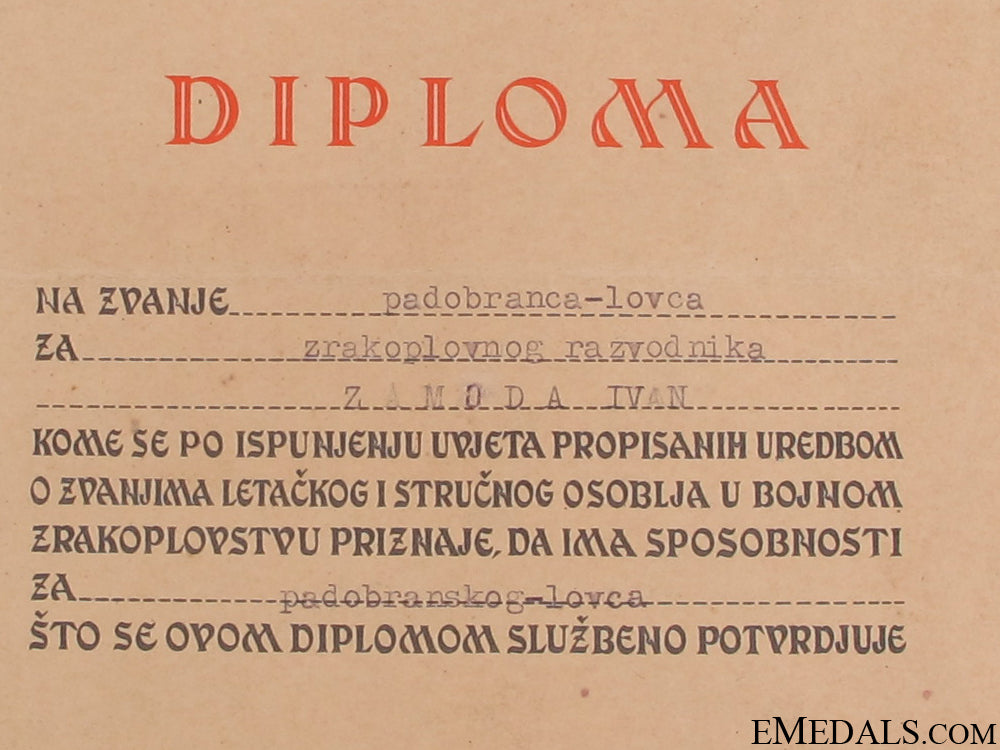 DIPLOMA
NA ZVANJE padobranca-lovca
ZA zrakoplovnog razvodnika
ZAMODA IVAN
KOME SE PO ISPUNJENJU UVJETA PROPISANIH UREDBOM
O ZVANJIMA LETAČKOG I STRUČNOG OSOBLJA U BOJNOM
ZRAKOPLOVSTVU PRIZNAJE, DA IMA SPOSOBNOSTI
ZA padobranskog-lovca
ŠTO SE OVOM DIPLOMOM SLUŽBENO POTVRDJUJE
EMEDALS.COM